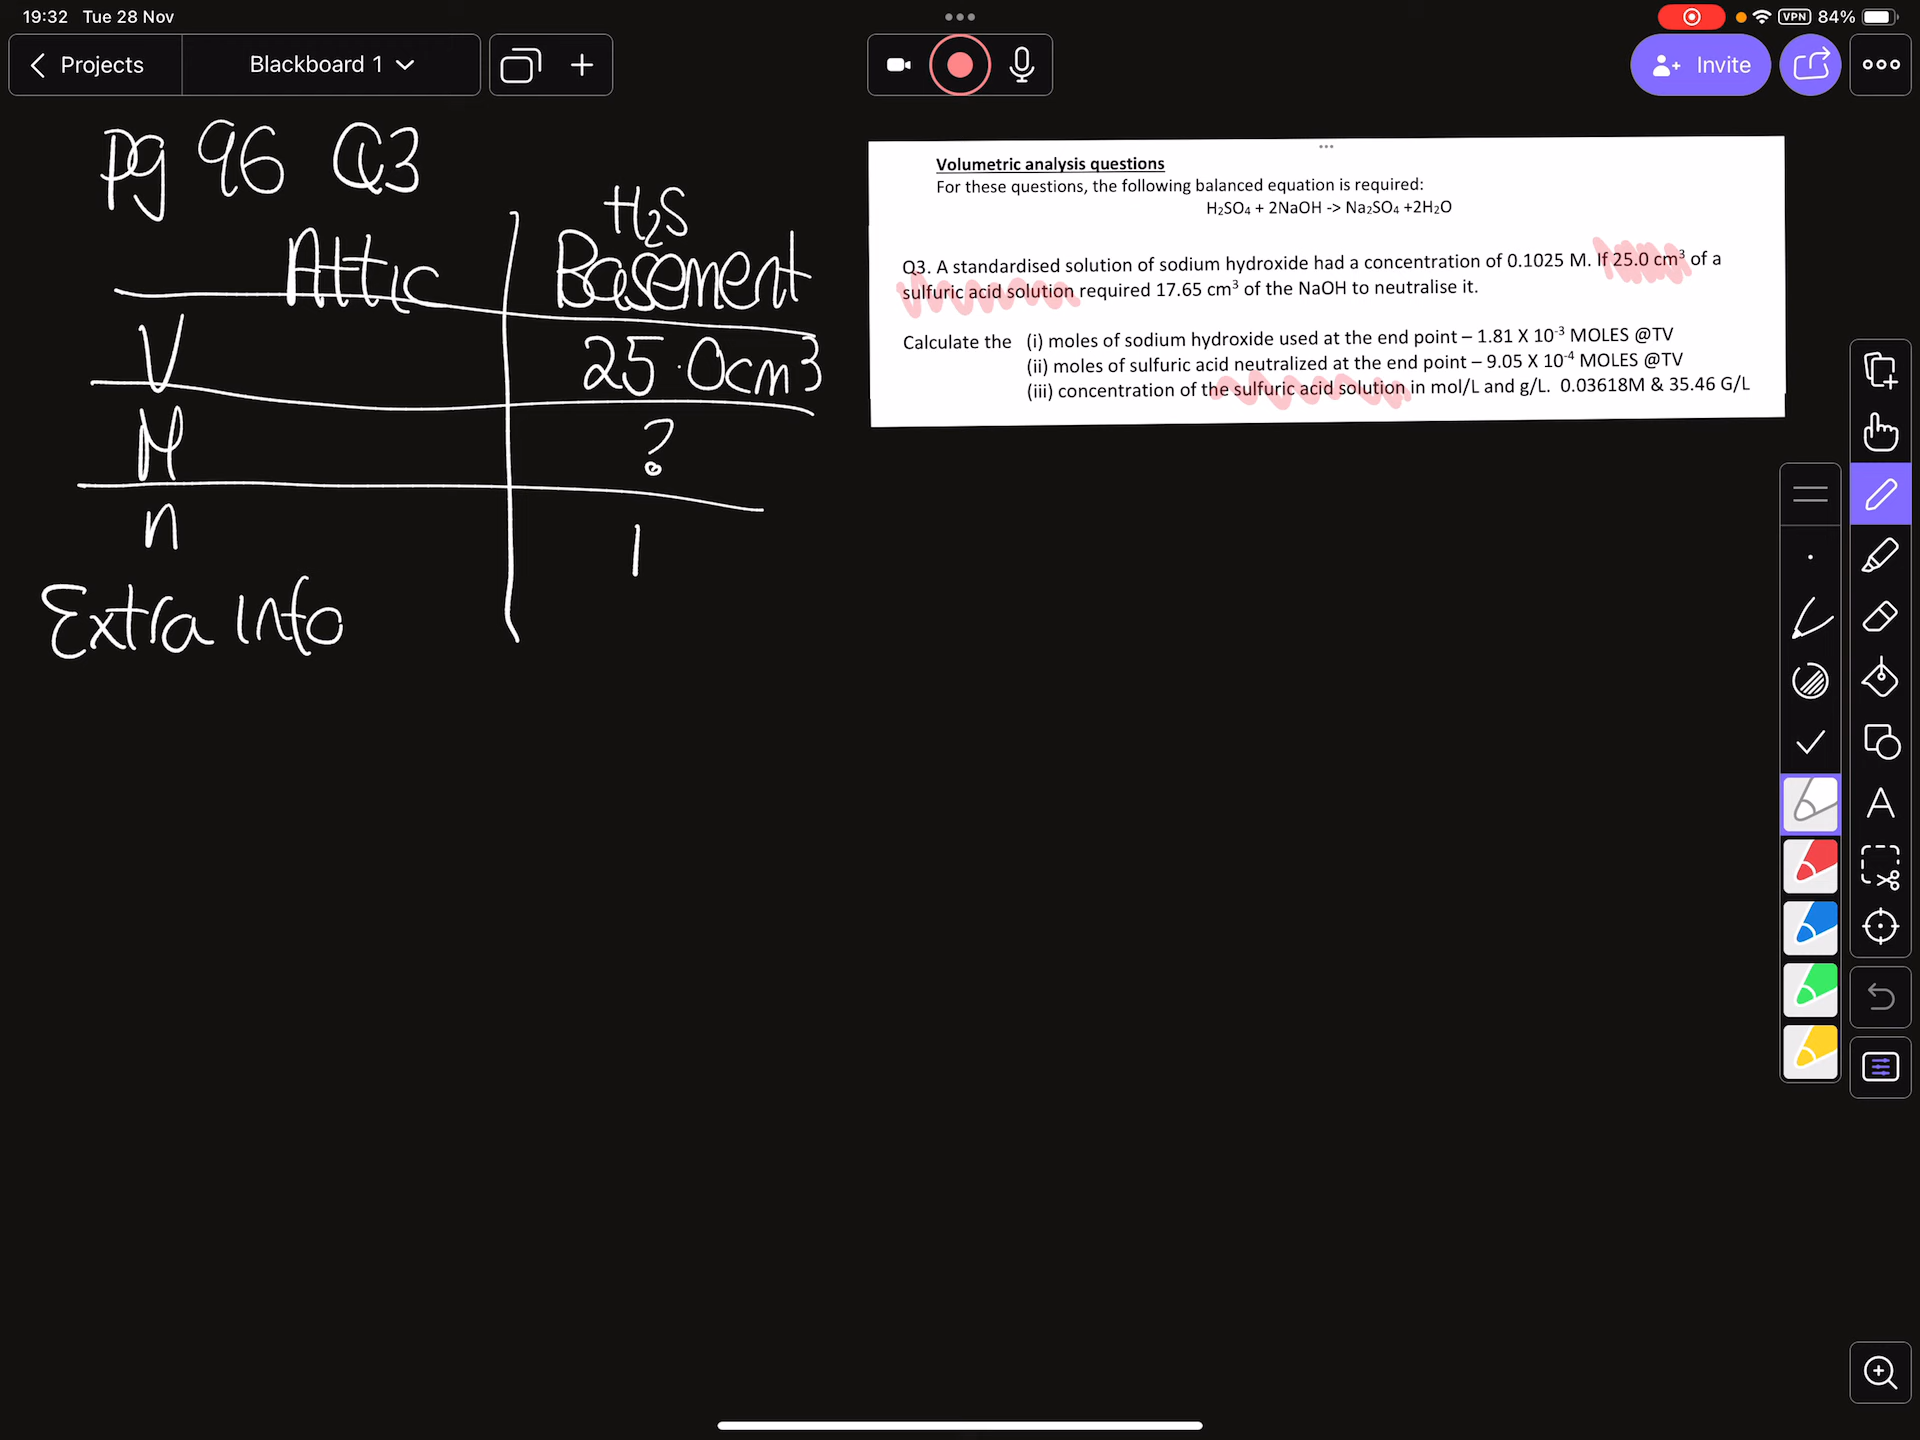 19:32 Tue 28 Nov
VPN 84%
Projects
Blackboard 1
Invite
pg 96 Q3
H₂S
Attic Basement
V 25.0cm3
M ?
n 1
Extra Info
Volumetric analysis questions
For these questions, the following balanced equation is required:
H₂SO₄ + 2NaOH -> Na₂SO₄ +2H₂O
Q3. A standardised solution of sodium hydroxide had a concentration of 0.1025 M. If 25.0 cm³ of a
sulfuric acid solution required 17.65 cm³ of the NaOH to neutralise it.
Calculate the (i) moles of sodium hydroxide used at the end point – 1.81 X 10⁻³ MOLES @TV
(ii) moles of sulfuric acid neutralized at the end point – 9.05 X 10⁻⁴ MOLES @TV
(iii) concentration of the sulfuric acid solution in mol/L and g/L. 0.03618M & 35.46 G/L
A